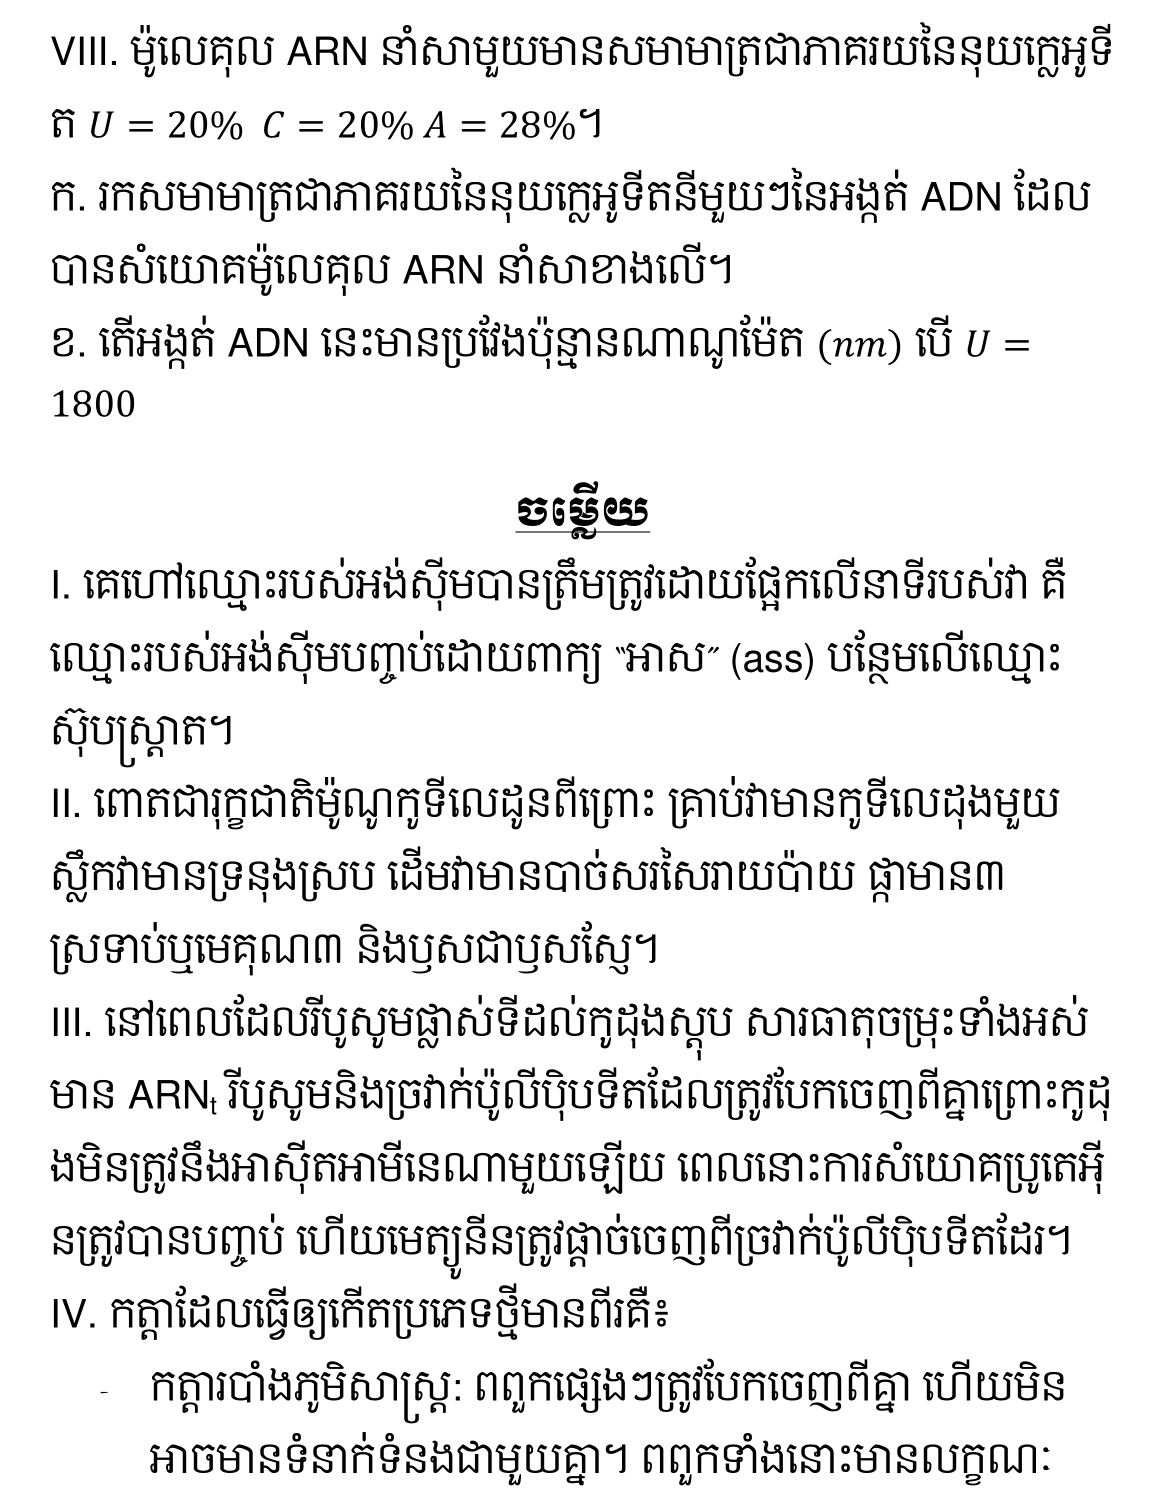 VIII. ម៉ូលេគុល ARN នាំសាមួយមានសមាមាត្រជាភាគរយនៃនុយក្លេអូទី
ត U = 20% C = 20% A = 28%។
ក. រកសមាមាត្រជាភាគរយនៃនុយក្លេអូទីតនីមួយៗនៃអង្កត់ ADN ដែល
បានសំយោគម៉ូលេគុល ARN នាំសាខាងលើ។
ខ. តើអង្កត់ ADN នេះមានប្រវែងប៉ុន្មានណាណូម៉ែត (nm) បើ U =
1800
ចម្លើយ
I. គេហៅឈ្មោះរបស់អង់ស៊ីមបានត្រឹមត្រូវដោយផ្អែកលើនាទីរបស់វា គឺ
ឈ្មោះរបស់អង់ស៊ីមបញ្ចប់ដោយពាក្យ “អាស” (ass) បន្ថែមលើឈ្មោះ
ស៊ុបស្ត្រាត។
II. ពោតជារុក្ខជាតិម៉ូណូកូទីលេដូនពីព្រោះ គ្រាប់វាមានកូទីលេដុងមួយ
ស្លឹកវាមានទ្រនុងស្រប ដើមវាមានបាច់សរសៃរាយប៉ាយ ផ្កាមាន៣
ស្រទាប់ឬមេគុណ៣ និងឫសជាឫសស្ញែ។
III. នៅពេលដែលរីបូសូមផ្លាស់ទីដល់កូដុងស្តុប សារធាតុចម្រុះទាំងអស់
មាន ARNₜ រីបូសូមនិងច្រវាក់ប៉ូលីប៉ិបទីតដែលត្រូវបែកចេញពីគ្នាព្រោះកូដុ
ងមិនត្រូវនឹងអាស៊ីតអាមីនេណាមួយឡើយ ពេលនោះការសំយោគប្រូតេអ៊ី
នត្រូវបានបញ្ចប់ ហើយមេត្យូនីនត្រូវផ្តាច់ចេញពីច្រវាក់ប៉ូលីប៉ិបទីតដែរ។
IV. កត្តាដែលធ្វើឲ្យកើតប្រភេទថ្មីមានពីរគឺ៖
- កត្តារបាំងភូមិសាស្ត្រ: ពពួកផ្សេងៗត្រូវបែកចេញពីគ្នា ហើយមិន
អាចមានទំនាក់ទំនងជាមួយគ្នា។ ពពួកទាំងនោះមានលក្ខណៈ